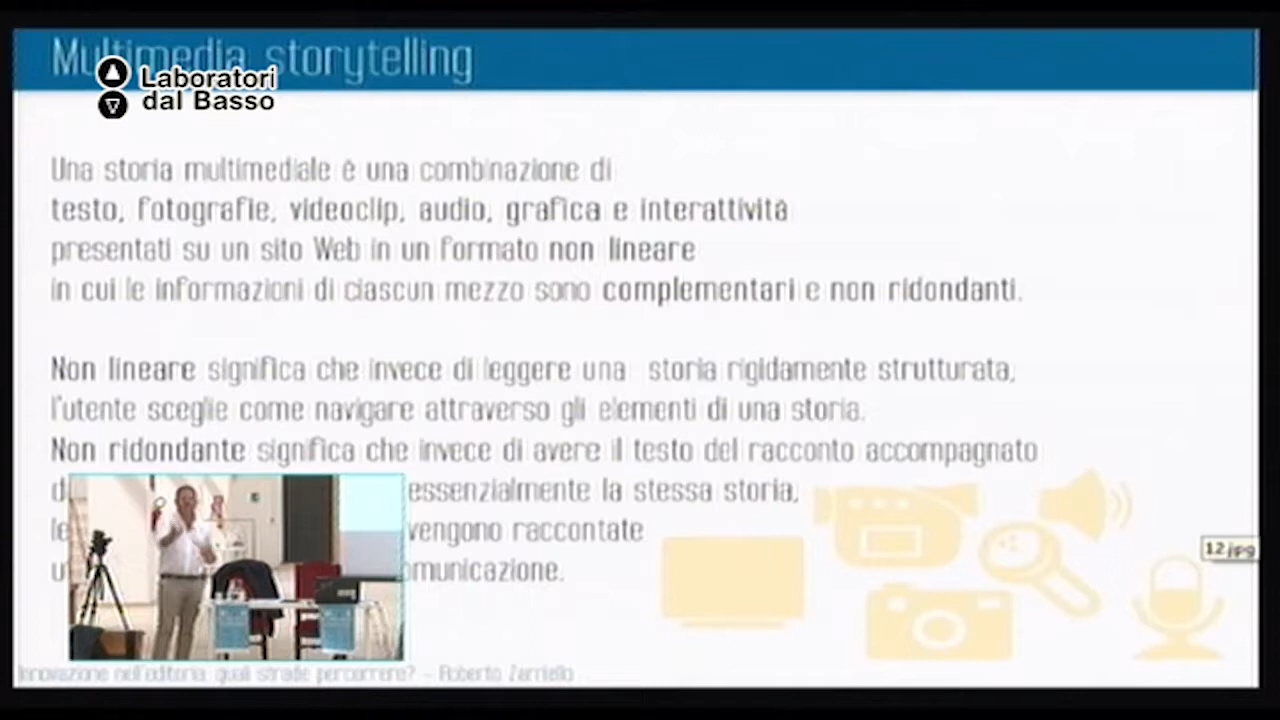 Multimedia storytelling
Laboratori
dal Basso
Una storia multimediale è una combinazione di
testo, fotografie, videoclip, audio, grafica e interattività
presentati su un sito Web in un formato non lineare
in cui le informazioni di ciascun mezzo sono complementari e non ridondanti.
Non lineare significa che invece di leggere una storia rigidamente strutturata,
l'utente sceglie come navigare attraverso gli elementi di una storia.
Non ridondante significa che invece di avere il testo del racconto accompagnato
essenzialmente la stessa storia,
vengono raccontate
omunicazione.
12.jpg
Innovazione nell'editoria: quali strade percorrere? - Roberto Zarriello